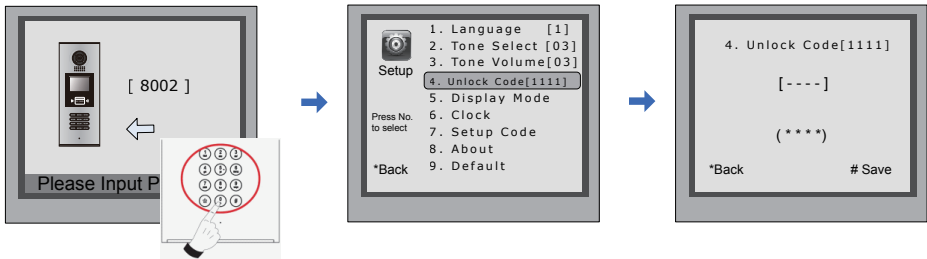 [ 8002 ]
Please Input P
Setup
Press No.
to select
*Back
1. Language [1]
2. Tone Select [03]
3. Tone Volume[03]
4. Unlock Code[1111]
5. Display Mode
6. Clock
7. Setup Code
8. About
9. Default
4. Unlock Code[1111]
[----]
(****)
*Back
# Save